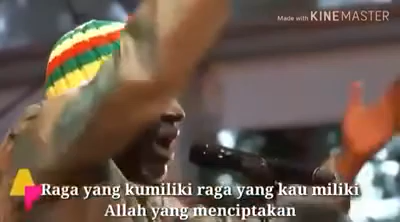 Made with KINEMASTER
Raga yang kumiliki raga yang kau miliki
Allah yang menciptakan